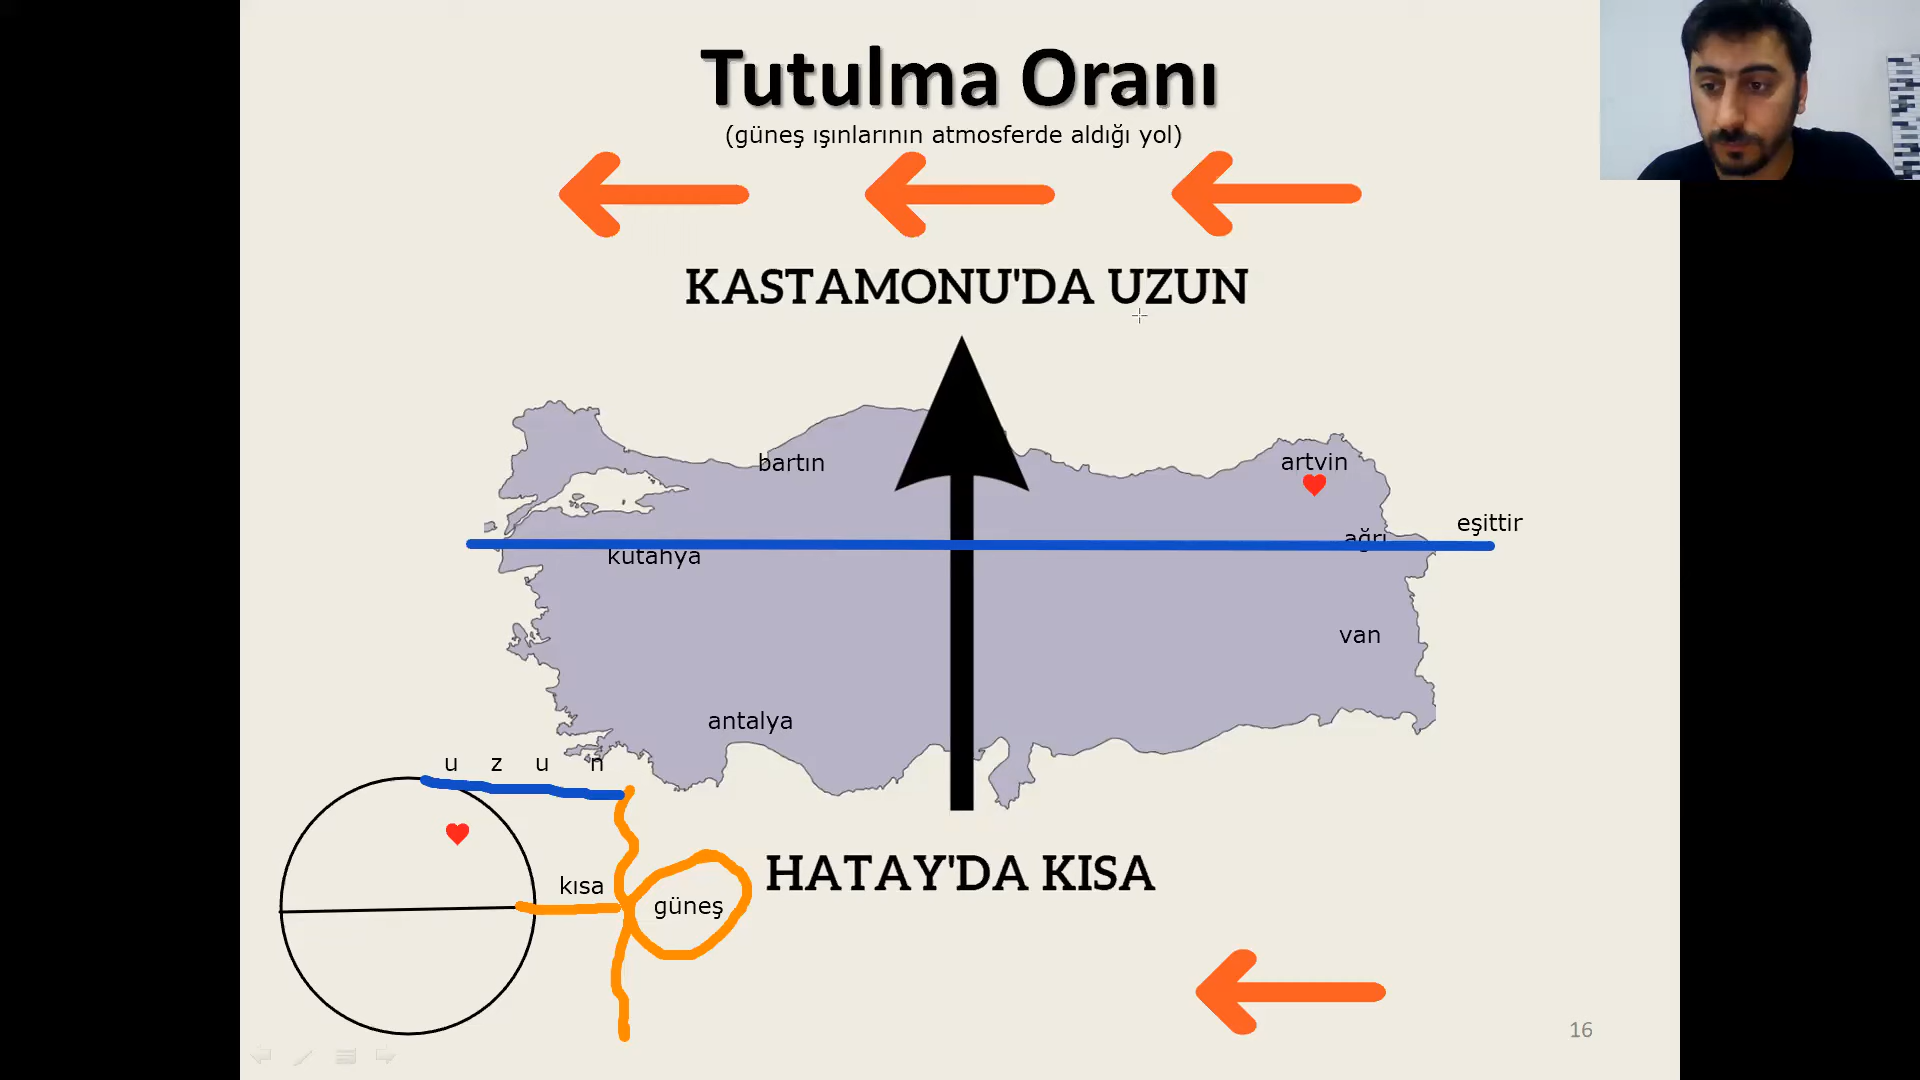 Tutulma Oranı
(güneş ışınlarının atmosferde aldığı yol)
KASTAMONU'DA UZUN
bartın
artvin
eşittir
ağrı
kütahya
van
antalya
u z u n
kısa
güneş
HATAY'DA KISA
16